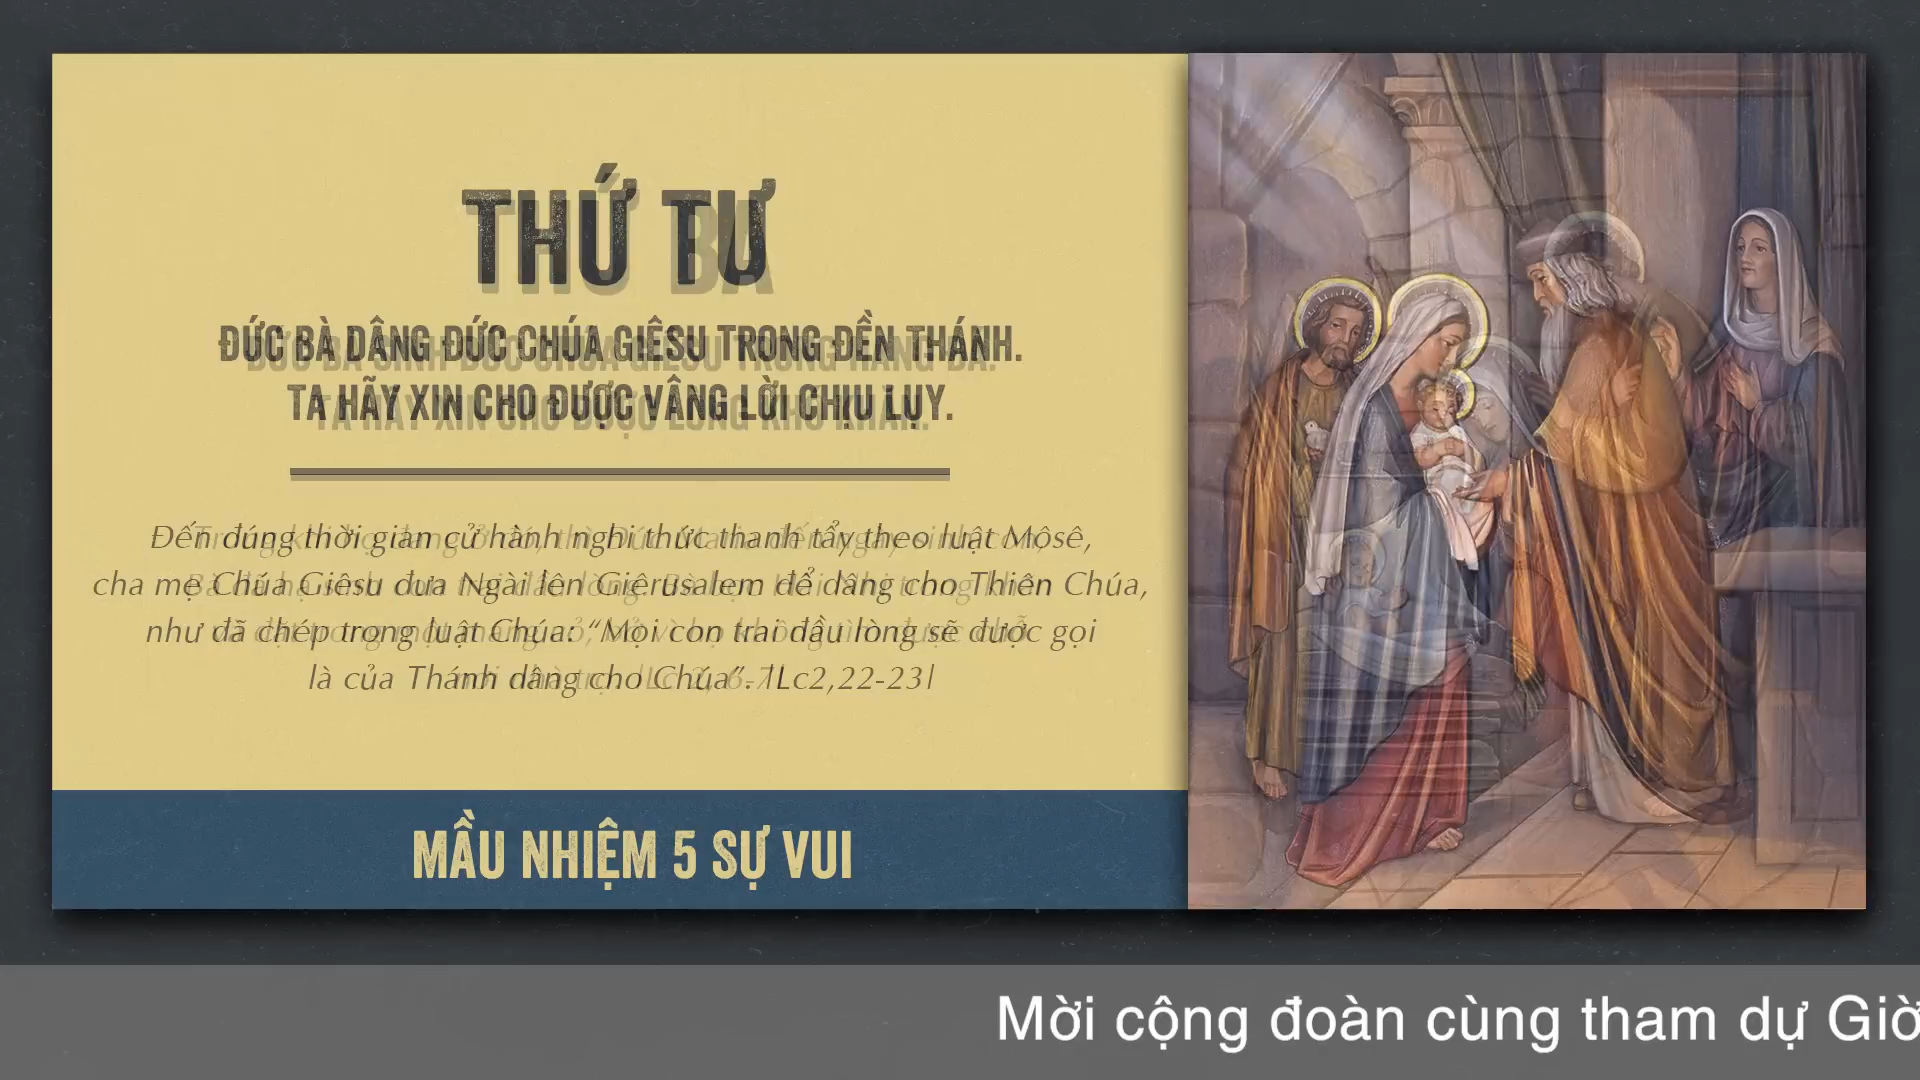 THỨ TƯ
ĐỨC BÀ DÂNG ĐỨC CHÚA GIÊSU TRONG ĐỀN THÁNH.
TA HÃY XIN CHO ĐƯỢC VÂNG LỜI CHỊU LỤY.
Đến đúng thời gian cử hành nghi thức thanh tẩy theo luật Môsê,
cha mẹ Chúa Giêsu đưa Ngài lên Giêrusalem để dâng cho Thiên Chúa,
như đã chép trong luật Chúa: “Mọi con trai đầu lòng sẽ được gọi
là của Thánh dâng cho Chúa”. |Lc2,22-23|
MẦU NHIỆM 5 SỰ VUI
Mời cộng đoàn cùng tham dự Giờ